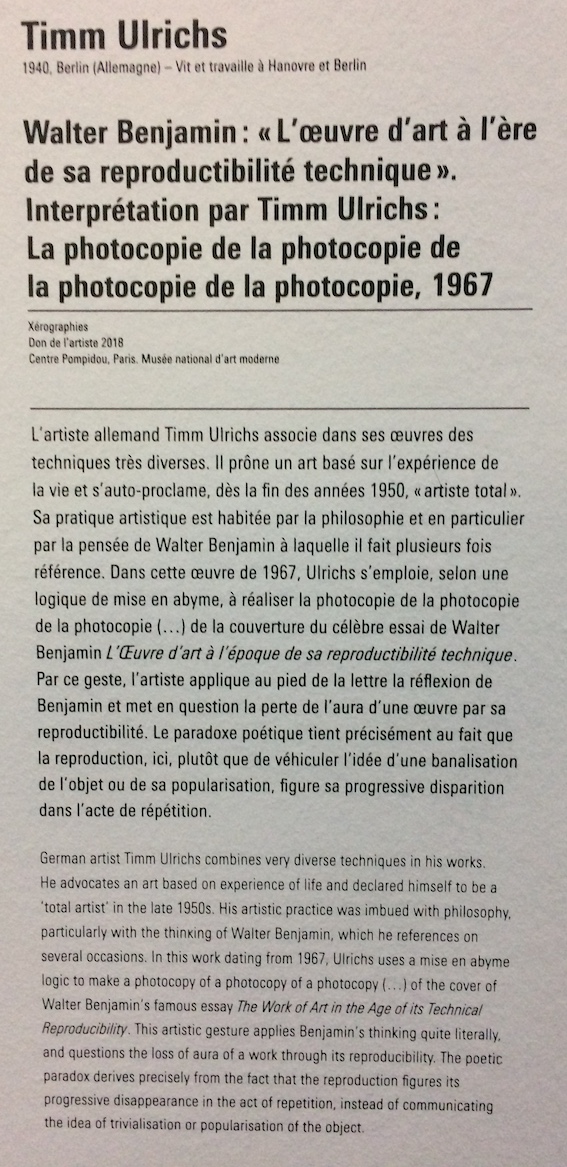 Timm Ulrichs
1940, Berlin (Allemagne) – Vit et travaille à Hanovre et Berlin
Walter Benjamin : « L'œuvre d'art à l'ère
de sa reproductibilité technique ».
Interprétation par Timm Ulrichs :
La photocopie de la photocopie de
la photocopie de la photocopie, 1967
Xérographies
Don de l'artiste 2018
Centre Pompidou, Paris. Musée national d'art moderne
L'artiste allemand Timm Ulrichs associe dans ses œuvres des
techniques très diverses. Il prône un art basé sur l'expérience de
la vie et s'auto-proclame, dès la fin des années 1950, « artiste total ».
Sa pratique artistique est habitée par la philosophie et en particulier
par la pensée de Walter Benjamin à laquelle il fait plusieurs fois
référence. Dans cette œuvre de 1967, Ulrichs s'emploie, selon une
logique de mise en abyme, à réaliser la photocopie de la photocopie
de la photocopie (...) de la couverture du célèbre essai de Walter
Benjamin L'Œuvre d'art à l'époque de sa reproductibilité technique.
Par ce geste, l'artiste applique au pied de la lettre la réflexion de
Benjamin et met en question la perte de l'aura d'une œuvre par sa
reproductibilité. Le paradoxe poétique tient précisément au fait que
la reproduction, ici, plutôt que de véhiculer l'idée d'une banalisation
de l'objet ou de sa popularisation, figure sa progressive disparition
dans l'acte de répétition.
German artist Timm Ulrichs combines very diverse techniques in his works.
He advocates an art based on experience of life and declared himself to be a
'total artist' in the late 1950s. His artistic practice was imbued with philosophy,
particularly with the thinking of Walter Benjamin, which he references on
several occasions. In this work dating from 1967, Ulrichs uses a mise en abyme
logic to make a photocopy of a photocopy of a photocopy (...) of the cover of
Walter Benjamin's famous essay The Work of Art in the Age of its Technical
Reproducibility. This artistic gesture applies Benjamin's thinking quite literally,
and questions the loss of aura of a work through its reproducibility. The poetic
paradox derives precisely from the fact that the reproduction figures its
progressive disappearance in the act of repetition, instead of communicating
the idea of trivialisation or popularisation of the object.